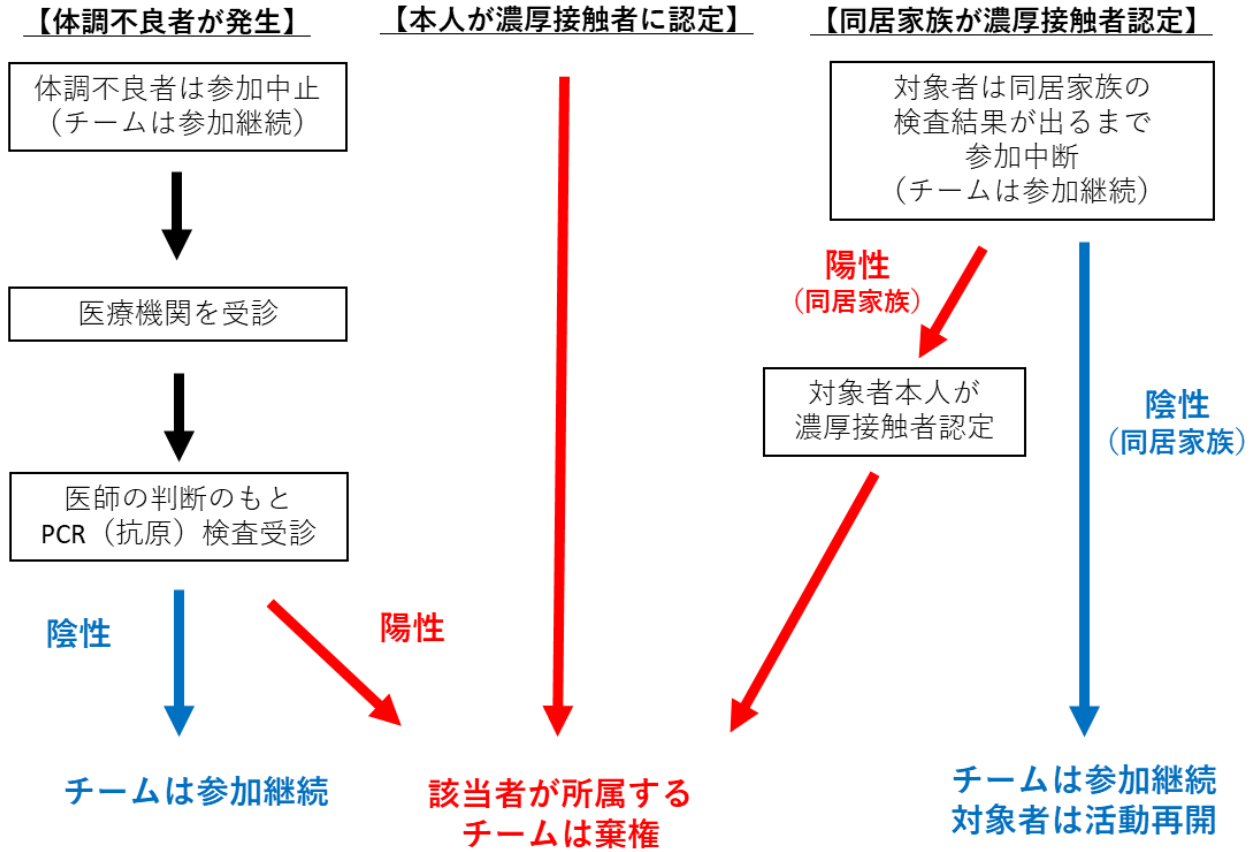 【体調不良者が発生】
体調不良者は参加中止
（チームは参加継続）
医療機関を受診
医師の判断のもと
PCR（抗原）検査受診
陰性
陽性
チームは参加継続
【本人が濃厚接触者に認定】
該当者が所属する
チームは棄権
【同居家族が濃厚接触者認定】
対象者は同居家族の
検査結果が出るまで
参加中断
（チームは参加継続）
陽性
（同居家族）
対象者本人が
濃厚接触者認定
陰性
（同居家族）
チームは参加継続
対象者は活動再開